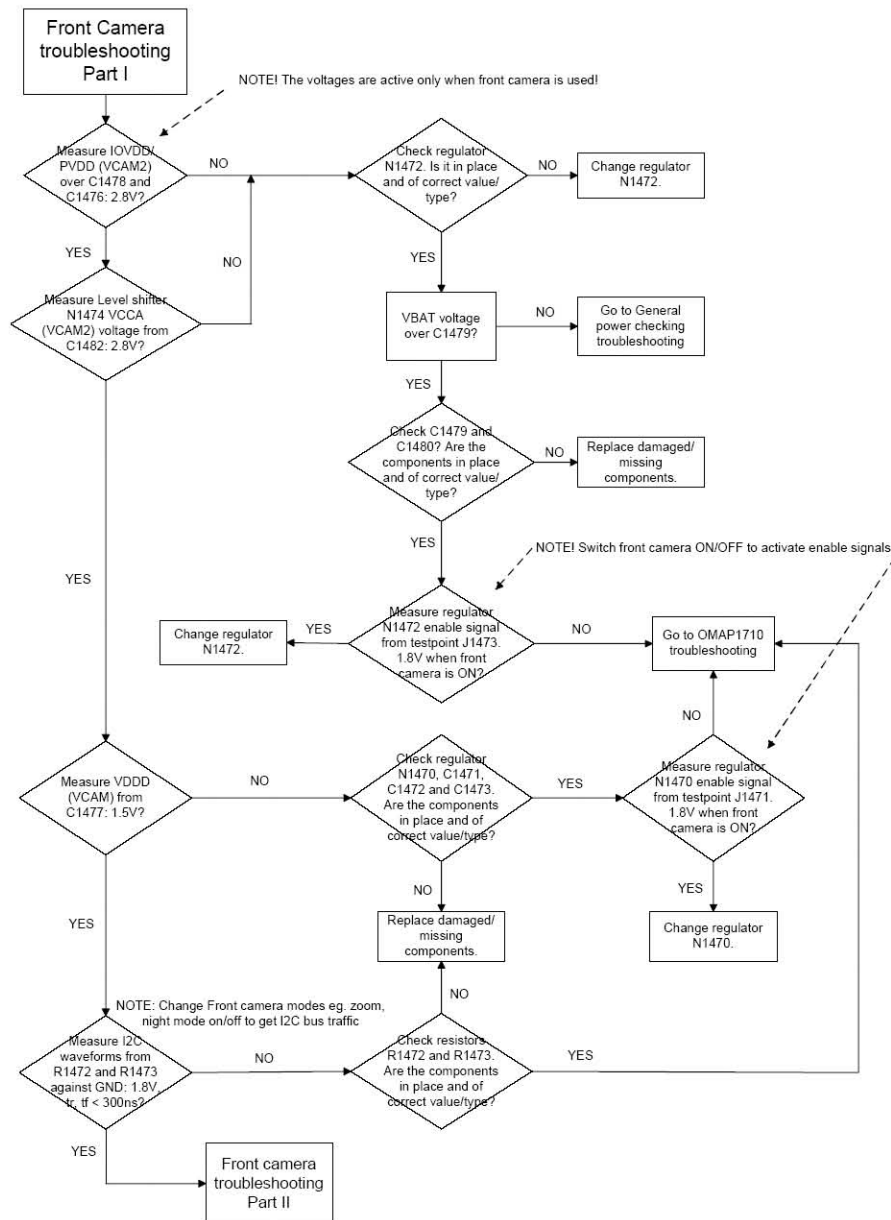 Front Camera
troubleshooting
Part I
NOTE! The voltages are active only when front camera is used!
Measure IOVDD/
PVDD (VCAM2)
over C1478 and
C1476: 2.8V?
NO
Check regulator
N1472. Is it in place
and of correct value/
type?
NO
Change regulator
N1472.
YES
YES
NO
Measure Level shifter
N1474 VCCA
(VCAM2) voltage from
C1482: 2.8V?
VBAT voltage
over C1479?
NO
Go to General
power checking
troubleshooting
YES
Check C1479 and
C1480? Are the
components in place
and of correct value/
type?
NO
Replace damaged/
missing
components.
YES
YES
NOTE! Switch front camera ON/OFF to activate enable signals
Change regulator
N1472.
YES
Measure regulator
N1472 enable signal
from testpoint J1473.
1.8V when front
camera is ON?
NO
Go to OMAP1710
troubleshooting
NO
Measure VDDD
(VCAM) from
C1477: 1.5V?
NO
Check regulator
N1470, C1471,
C1472 and C1473.
Are the components
in place and of
correct value/type?
YES
Measure regulator
N1470 enable signal
from testpoint J1471.
1.8V when front
camera is ON?
NO
YES
YES
Replace damaged/
missing
components.
Change regulator
N1470.
NOTE: Change Front camera modes eg. zoom,
night mode on/off to get I2C bus traffic
NO
Measure I2C
waveforms from
R1472 and R1473
against GND: 1.8V,
tr, tf < 300ns?
NO
Check resistors
R1472 and R1473.
Are the components
in place and of
correct value/type?
YES
YES
Front camera
troubleshooting
Part II